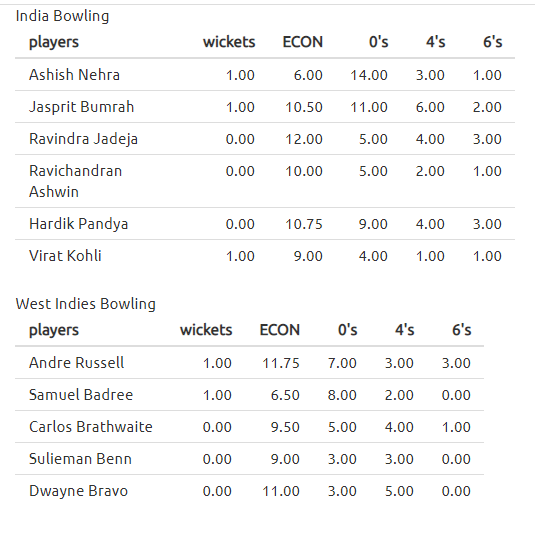 India Bowling
players wickets ECON 0's 4's 6's
Ashish Nehra 1.00 6.00 14.00 3.00 1.00
Jasprit Bumrah 1.00 10.50 11.00 6.00 2.00
Ravindra Jadeja 0.00 12.00 5.00 4.00 3.00
Ravichandran 0.00 10.00 5.00 2.00 1.00
Ashwin
Hardik Pandya 0.00 10.75 9.00 4.00 3.00
Virat Kohli 1.00 9.00 4.00 1.00 1.00
West Indies Bowling
players wickets ECON 0's 4's 6's
Andre Russell 1.00 11.75 7.00 3.00 3.00
Samuel Badree 1.00 6.50 8.00 2.00 0.00
Carlos Brathwaite 0.00 9.50 5.00 4.00 1.00
Sulieman Benn 0.00 9.00 3.00 3.00 0.00
Dwayne Bravo 0.00 11.00 3.00 5.00 0.00